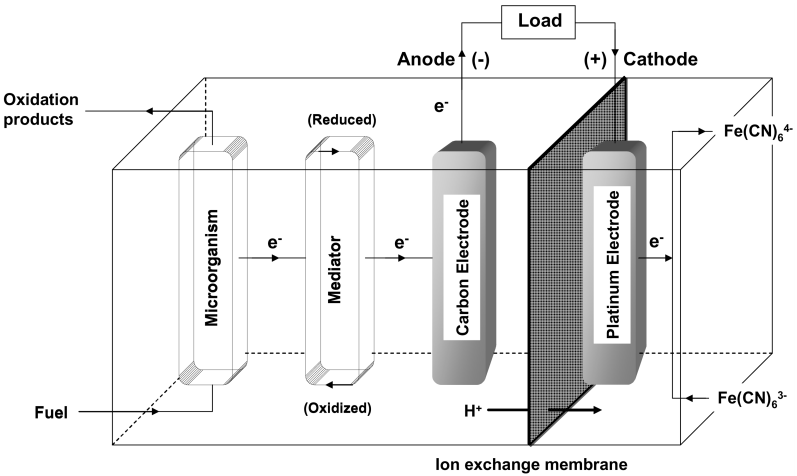 Load
Anode (-)
(+) Cathode
Oxidation
products
e-
(Reduced)
Fe(CN)₆⁴⁻
Microorganism
e-
Mediator
e-
Carbon Electrode
Platinum Electrode
e-
Fuel
(Oxidized)
H⁺
Fe(CN)₆³⁻
Ion exchange membrane